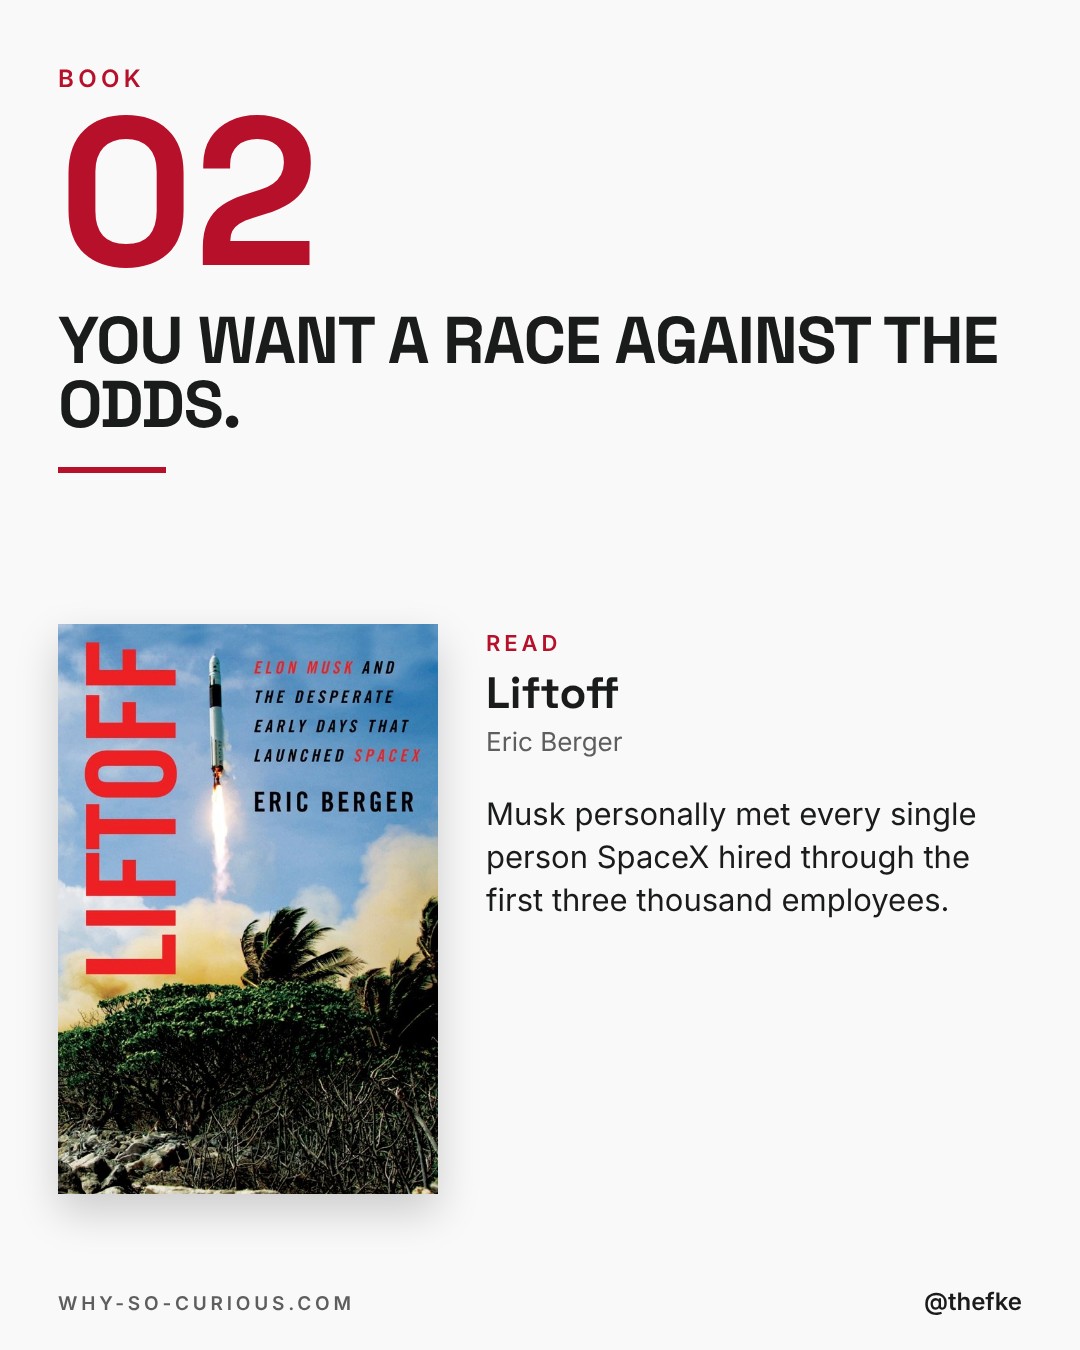 BOOK
02
YOU WANT A RACE AGAINST THE
ODDS.
LIFTOFF
ELON MUSK AND
THE DESPERATE
EARLY DAYS THAT
LAUNCHED SPACEX
ERIC BERGER
READ
Liftoff
Eric Berger
Musk personally met every single
person SpaceX hired through the
first three thousand employees.
WHY-SO-CURIOUS.COM
@thefke